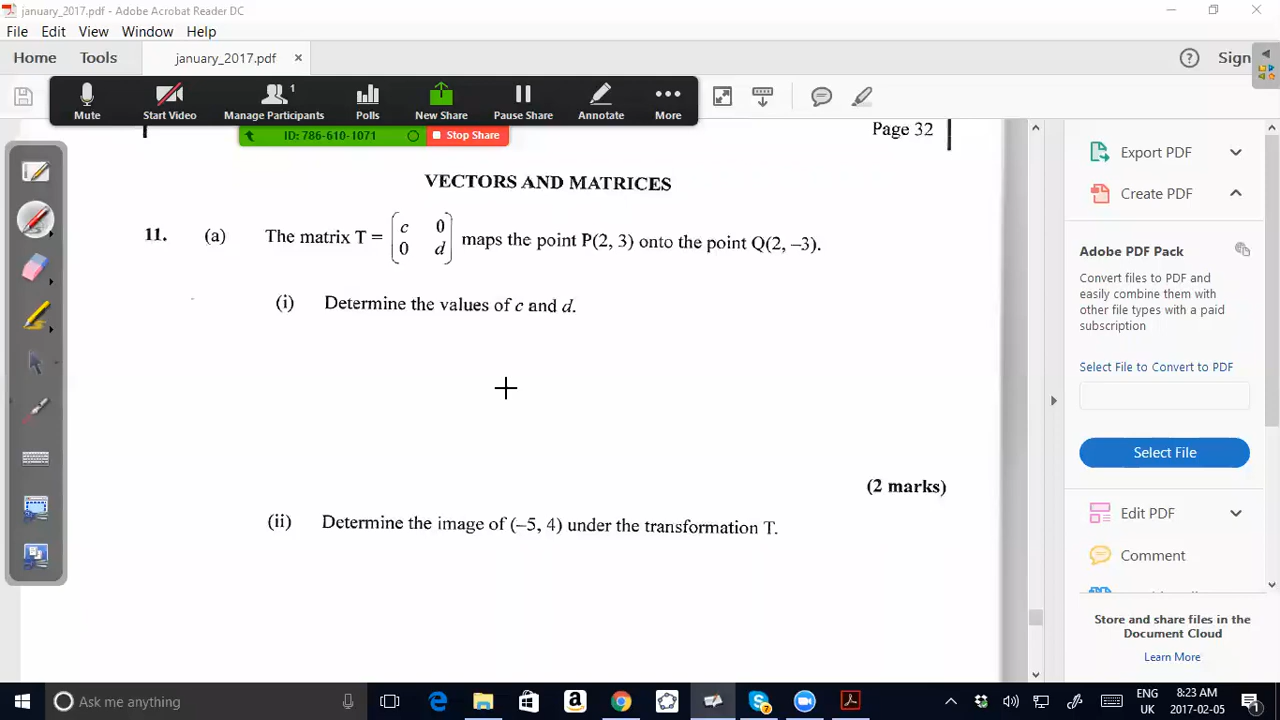 january_2017.pdf - Adobe Acrobat Reader DC
File Edit View Window Help
Home Tools january_2017.pdf × Sign
Mute Start Video Manage Participants 1 Polls New Share Pause Share Annotate More
ID: 786-610-1071 Stop Share
Page 32
VECTORS AND MATRICES
11. (a) The matrix T = (c 0
0 d) maps the point P(2, 3) onto the point Q(2, –3).
(i) Determine the values of c and d.
(2 marks)
(ii) Determine the image of (–5, 4) under the transformation T.
Export PDF
Create PDF
Adobe PDF Pack
Convert files to PDF and
easily combine them with
other file types with a paid
subscription
Select File to Convert to PDF
Select File
Edit PDF
Comment
Store and share files in the
Document Cloud
Learn More
Ask me anything
ENG
UK
8:23 AM
2017-02-05